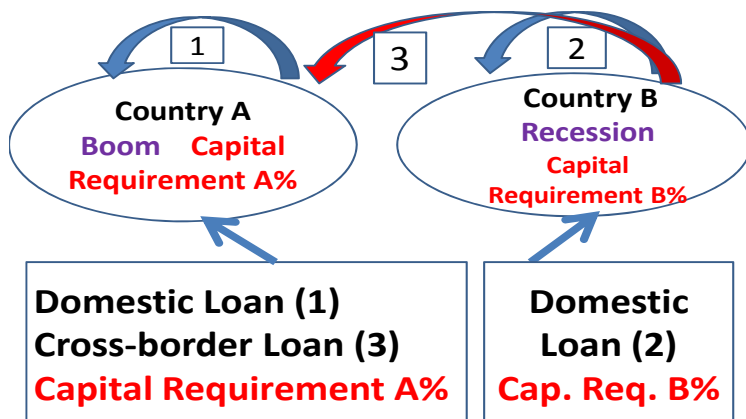 1
3
2
Country A
Boom Capital
Requirement A%
Country B
Recession
Capital
Requirement B%
Domestic Loan (1)
Cross-border Loan (3)
Capital Requirement A%
Domestic
Loan (2)
Cap. Req. B%